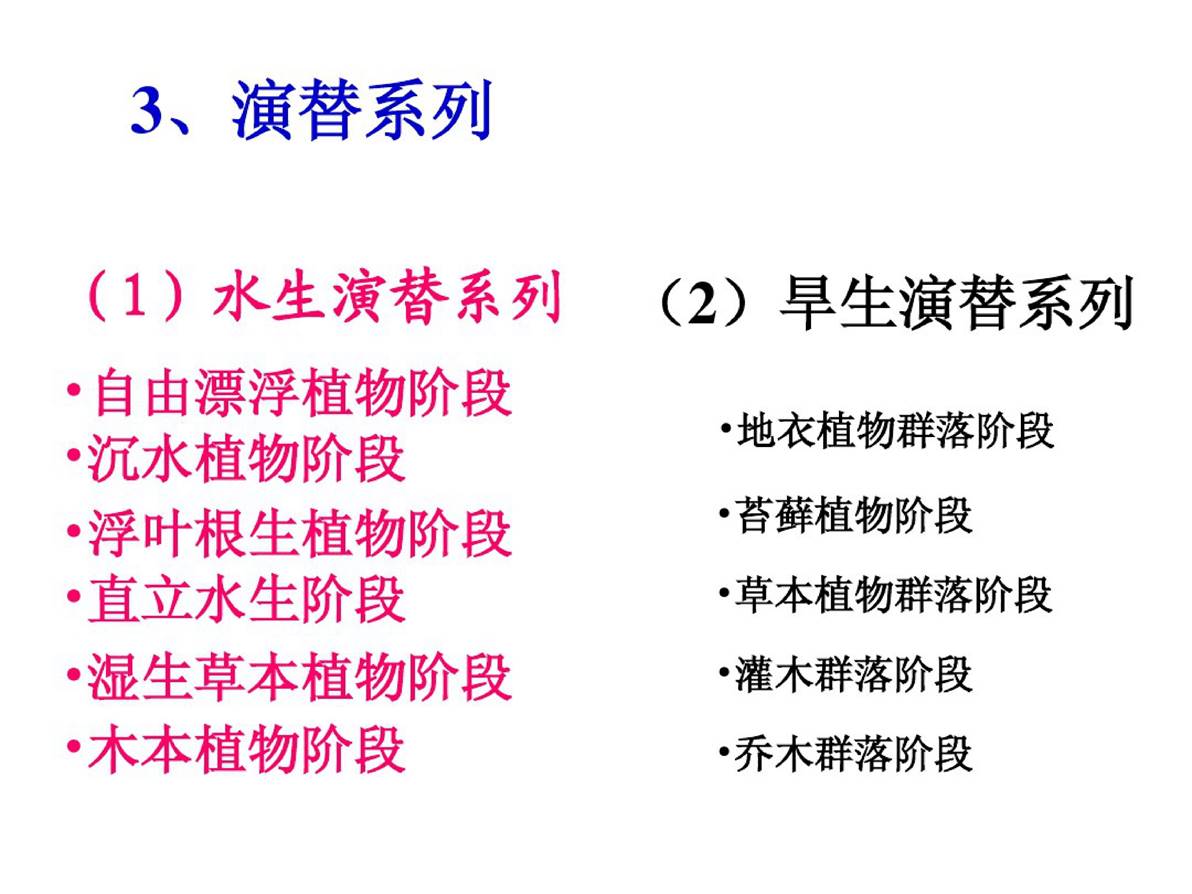 3、演替系列
（1）水生演替系列
•自由漂浮植物阶段
•沉水植物阶段
•浮叶根生植物阶段
•直立水生阶段
•湿生草本植物阶段
•木本植物阶段
（2）旱生演替系列
•地衣植物群落阶段
•苔藓植物阶段
•草本植物群落阶段
•灌木群落阶段
•乔木群落阶段